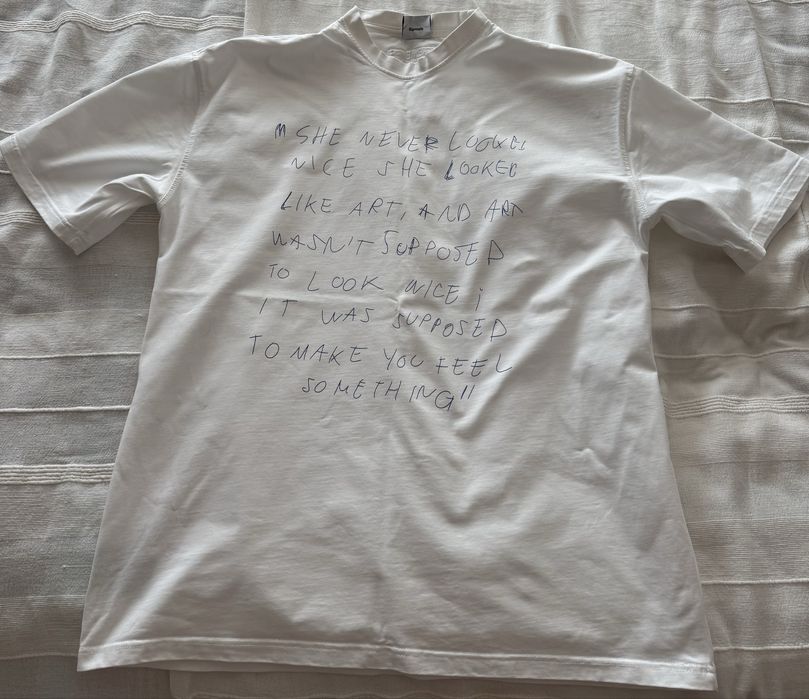 "SHE NEVER LOOKED
NICE SHE LOOKED
LIKE ART, AND ART
WASN'T SUPPOSED
TO LOOK NICE ;
IT WAS SUPPOSED
TO MAKE YOU FEEL
SOMETHING"